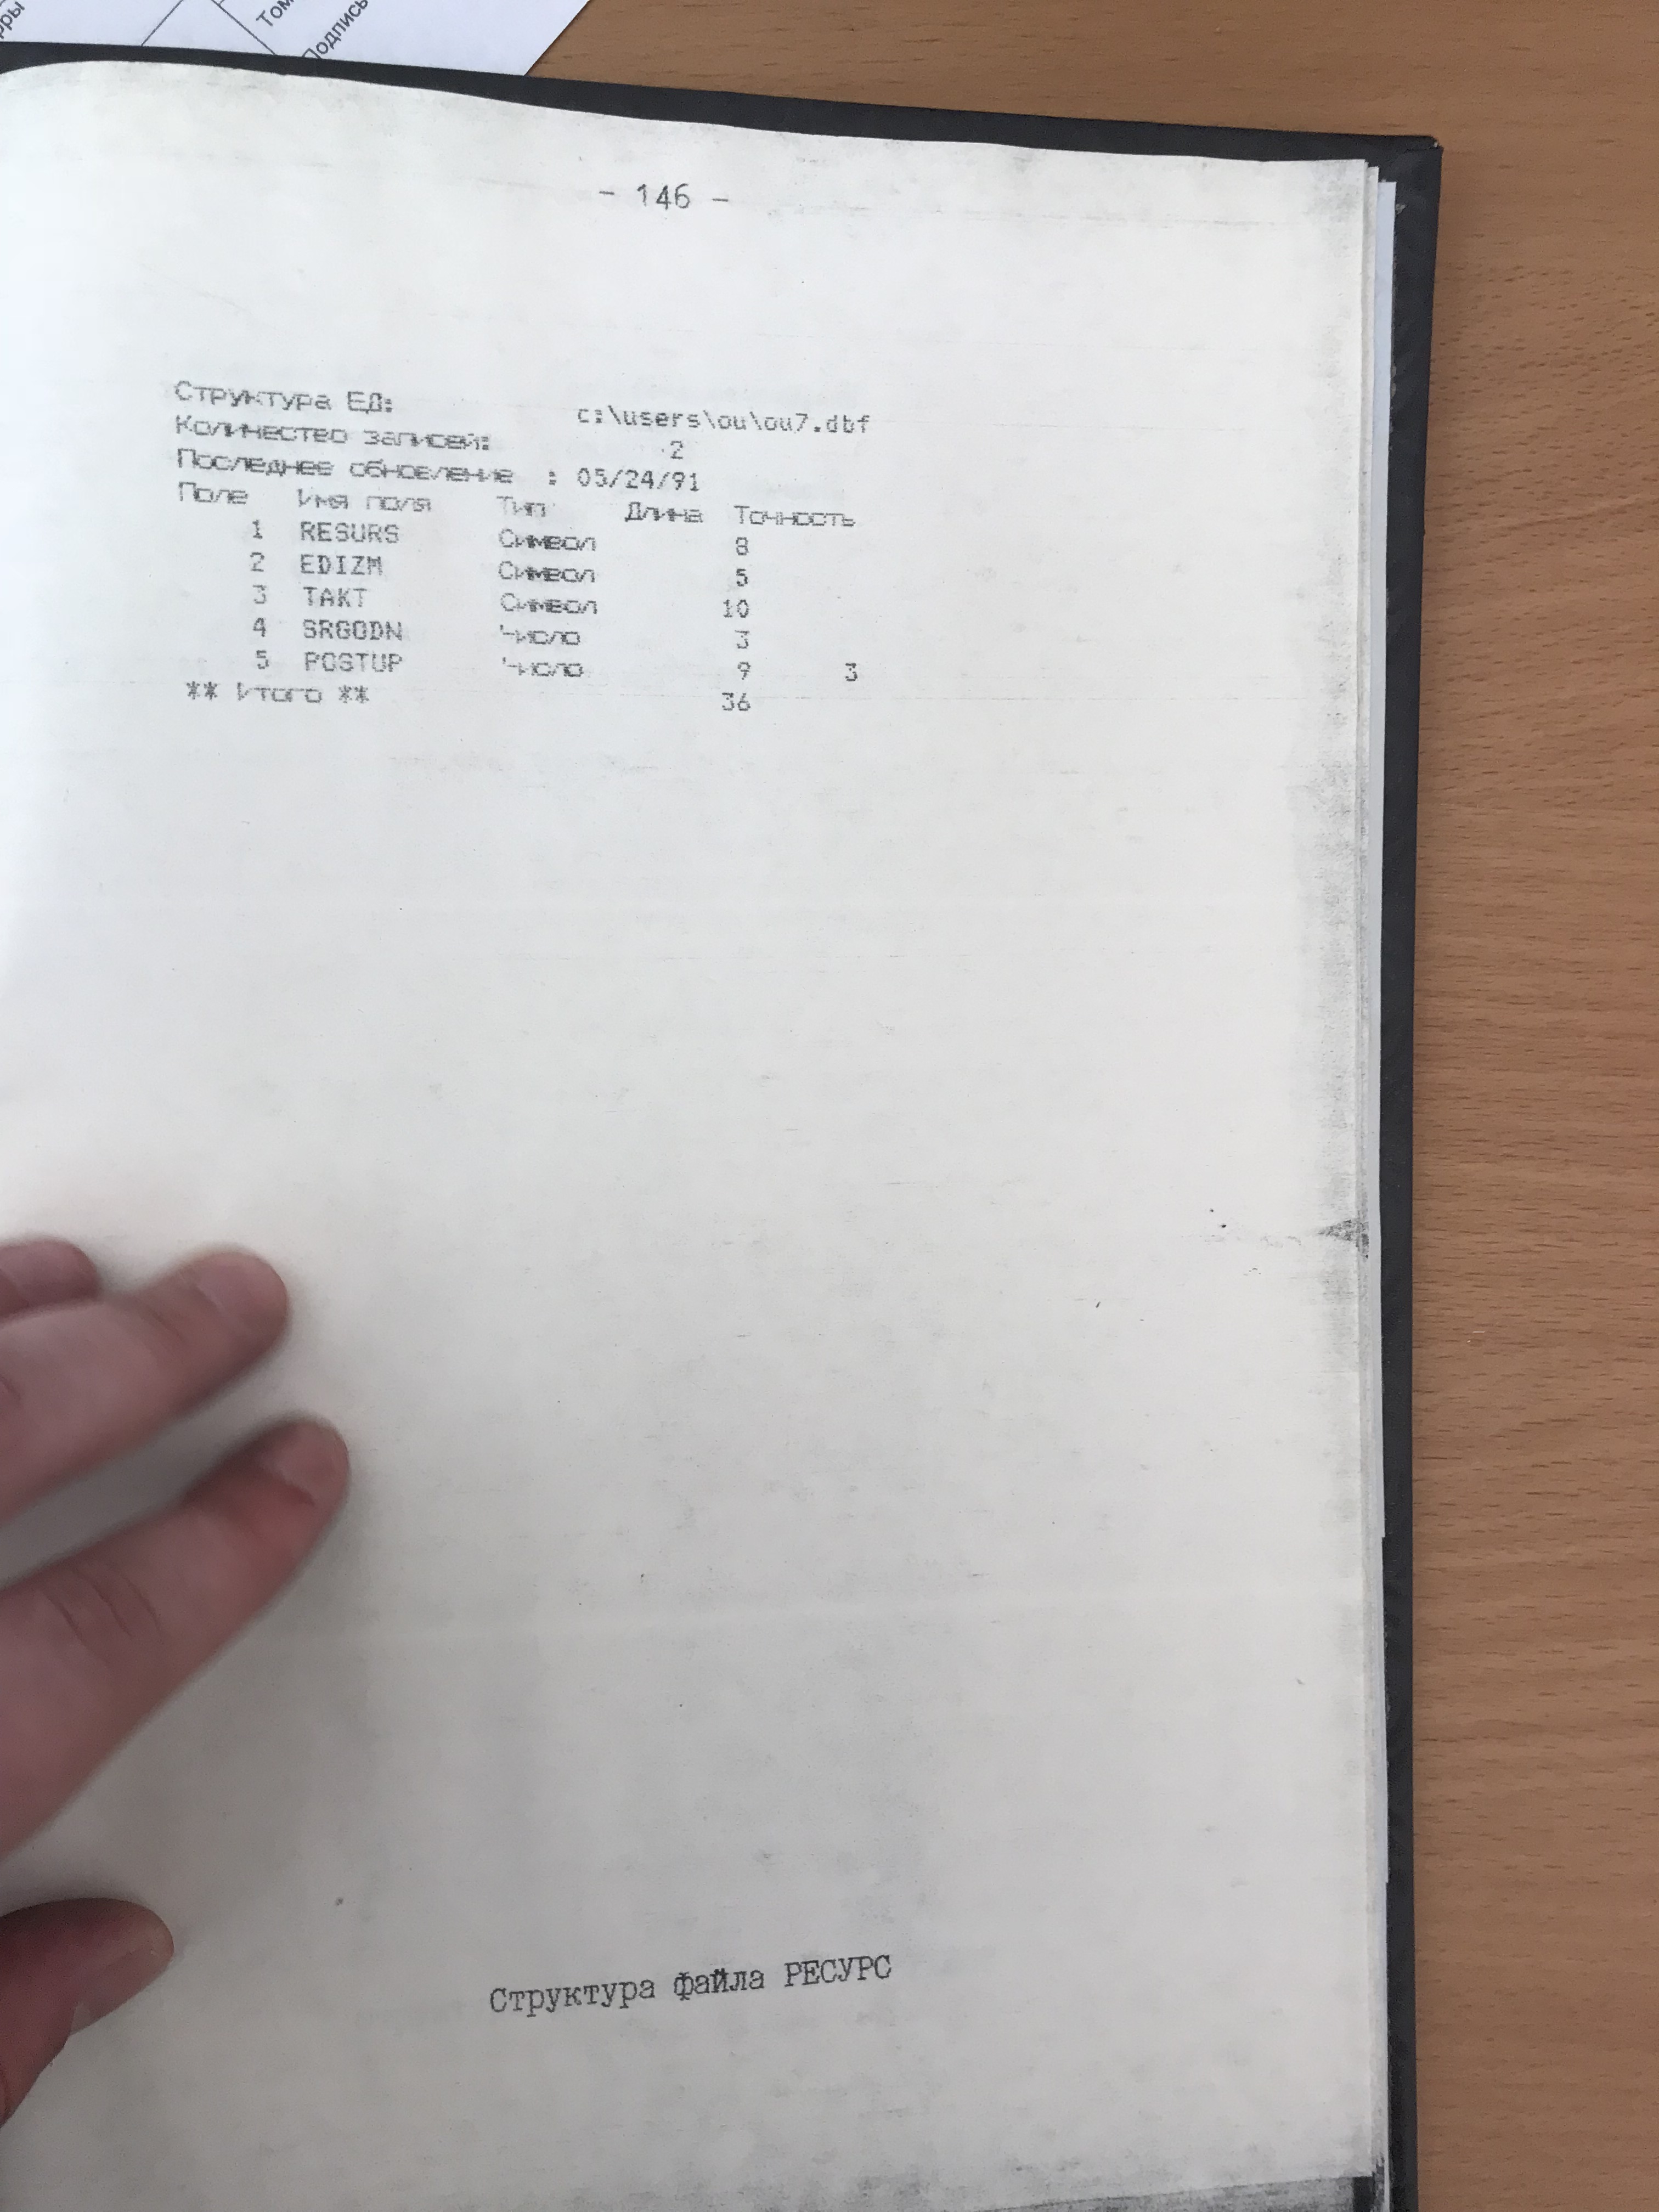 Том
Подпись
- 146 -
Структура БД: c:\users\ou\ou7.dbf
Количество записей: 2
Последнее обновление : 05/24/91
Поле Имя поля Тип Длина Точность
1 RESURS Символ 8
2 EDIZM Символ 5
3 TAKT Символ 10
4 SRGODN Число 3
5 POSTUP Число 9 3
** Итого ** 36
Структура файла РЕСУРС